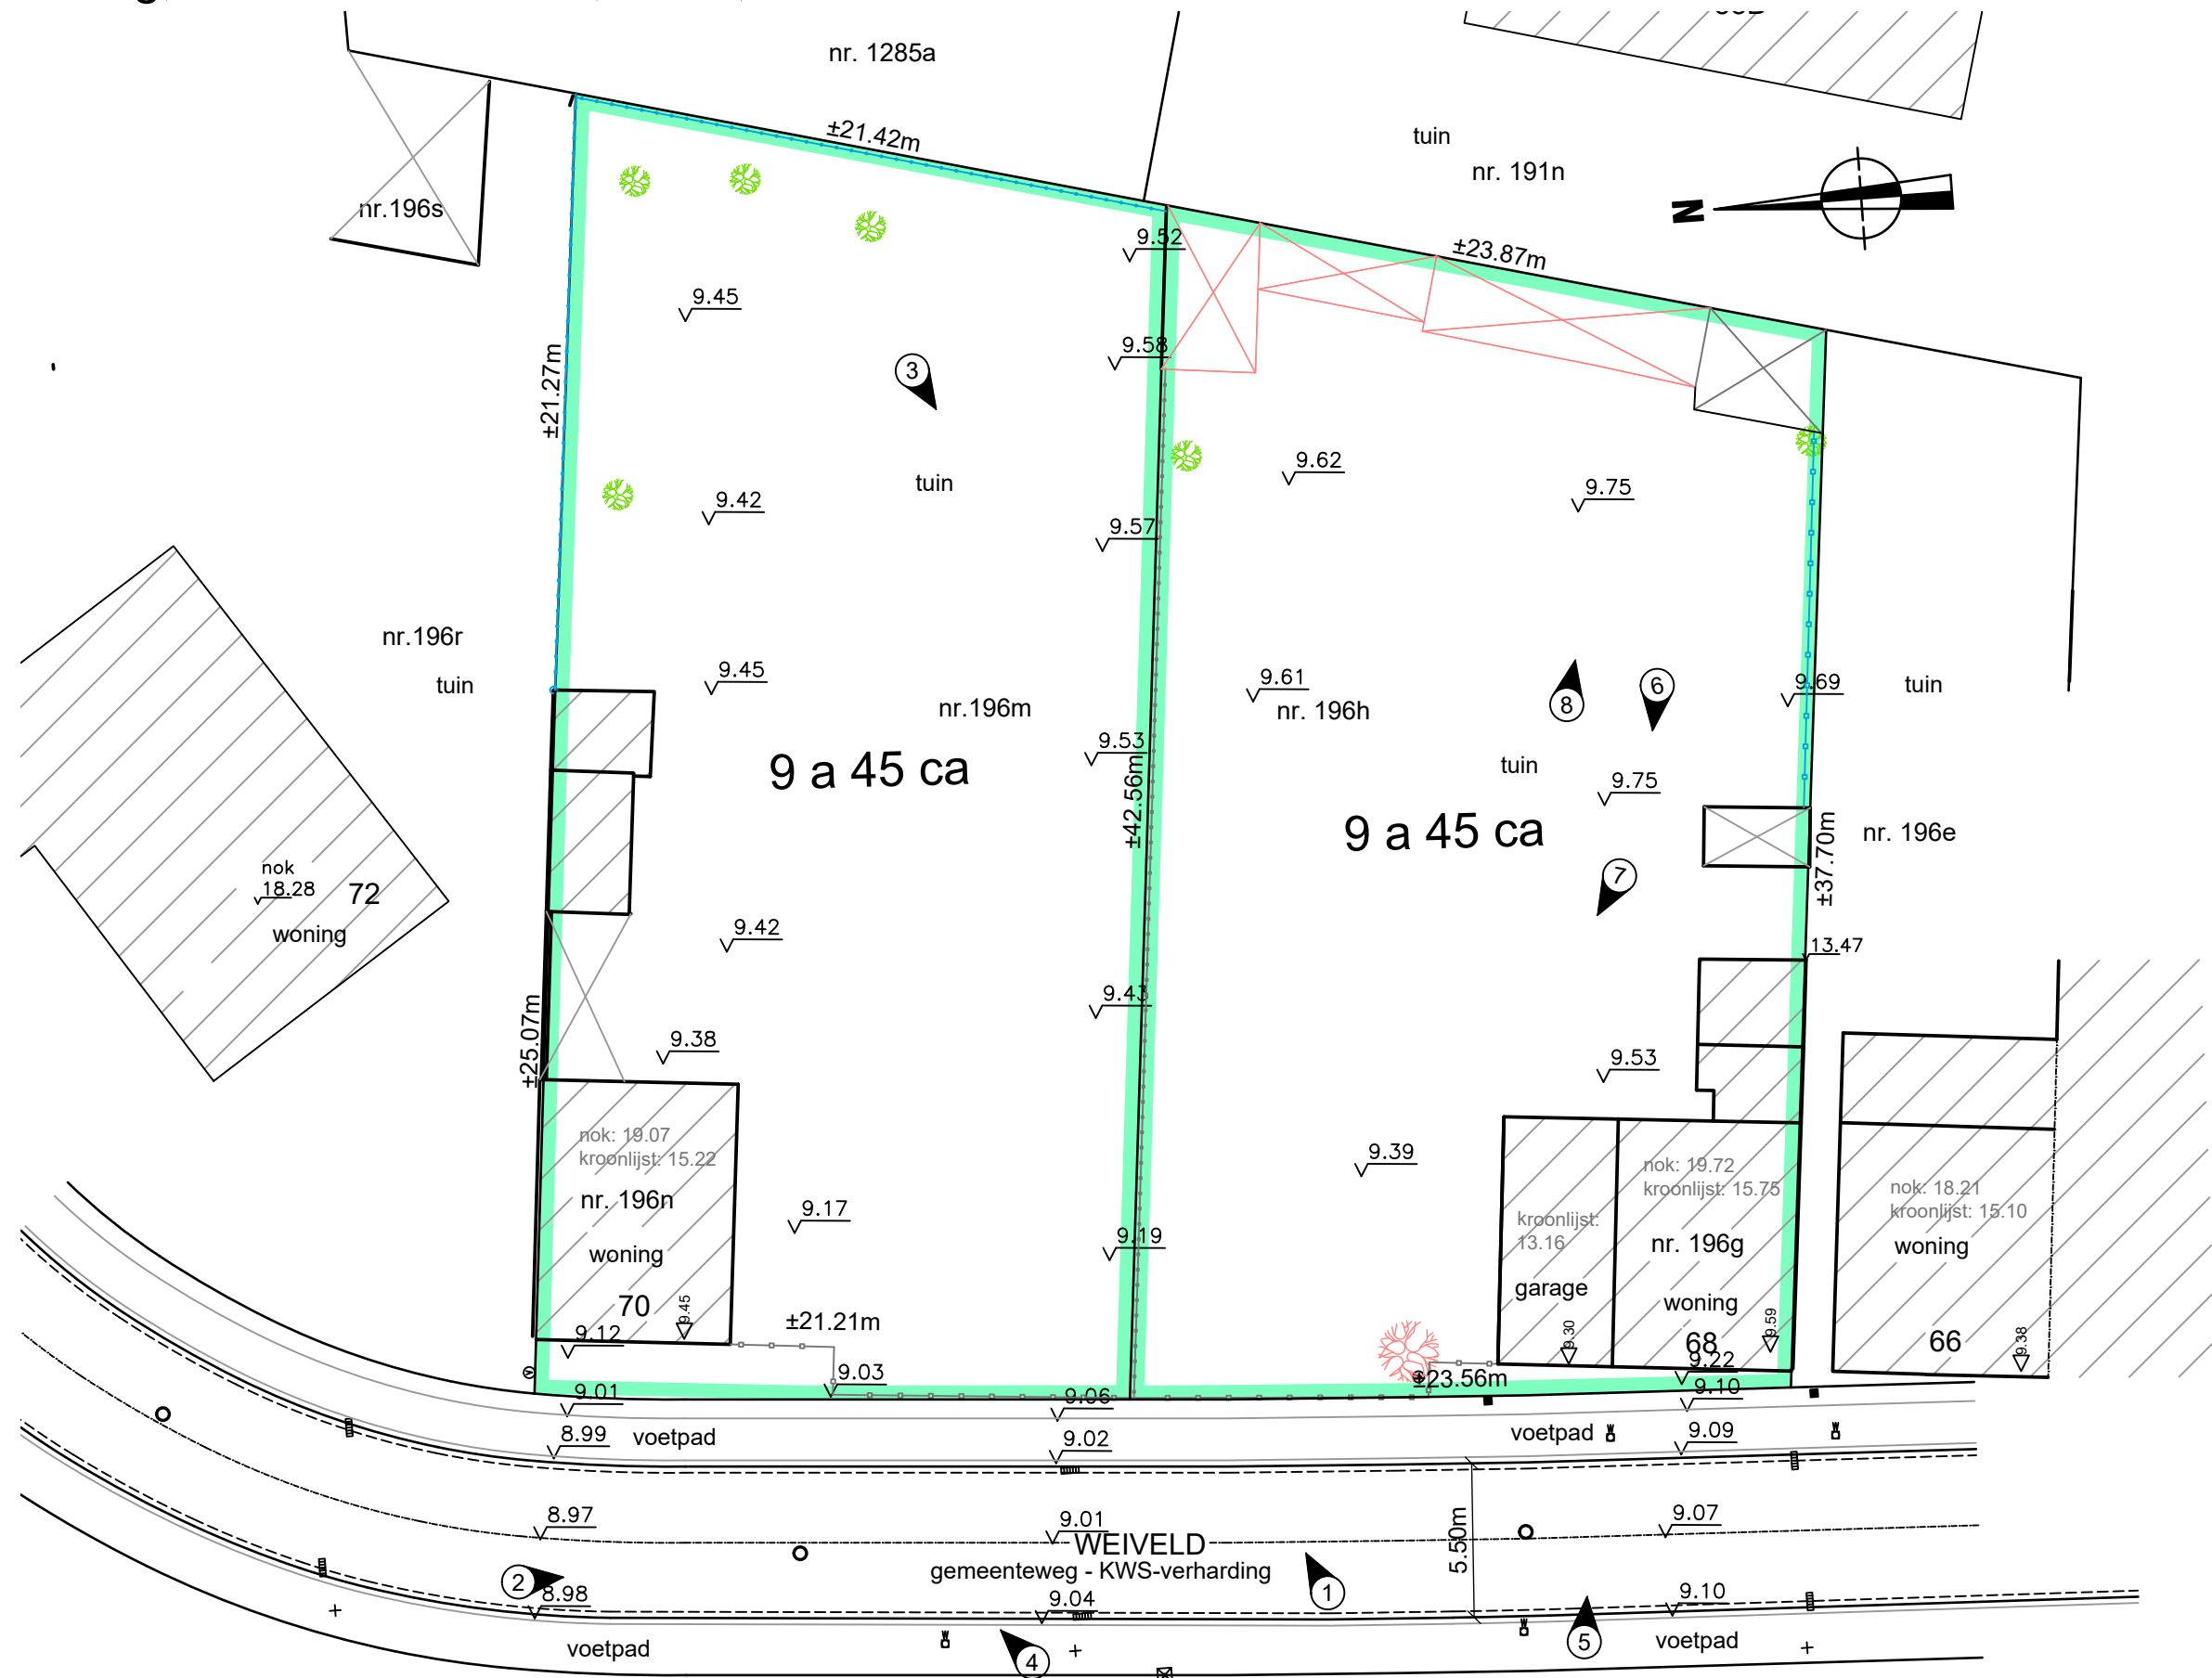 nr. 1285a
±21.42m
tuin
nr. 191n
N
nr.196s
9.52
±23.87m
9.45
9.58
3
±21.27m
9.62
tuin
9.75
9.42
9.57
nr.196r
tuin
9.45
nr.196m
9.61
nr. 196h
8
6
9.69
tuin
9.53
tuin
9 a 45 ca
±42.56m
9.75
9 a 45 ca
nr. 196e
±37.70m
nok
18.28
72
woning
7
9.42
13.47
9.43
±25.07m
9.38
9.53
nok: 19.07
kroonlijst: 15.22
nr. 196n
woning
70
9.45
9.39
9.17
9.19
nok: 19.72
kroonlijst: 15.75
kroonlijst:
13.16
nr. 196g
garage
woning
68
9.30
9.59
nok: 18.21
kroonlijst: 15.10
woning
66
9.38
±21.21m
9.12
9.03
±23.56m
9.22
9.01
9.06
9.10
8.99
voetpad
9.02
voetpad
9.09
8.97
9.01
WEIVELD
9.07
5.50m
gemeenteweg - KWS-verharding
2
1
8.98
9.04
9.10
voetpad
4
5
voetpad